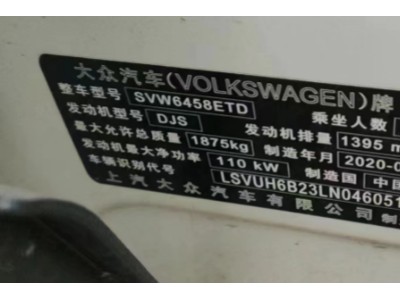 大众汽车(VOLKSWAGEN)牌
整车型号 SVW6458ETD 乘坐人数
发动机型号 DJS 发动机排量 1395 m
最大允许总质量 1875kg 制造年月 2020-0
发动机最大净功率 110 kW 制造国 中国
车辆识别代号 LSVUH6B23LN046051
上汽大众汽车有限公司制